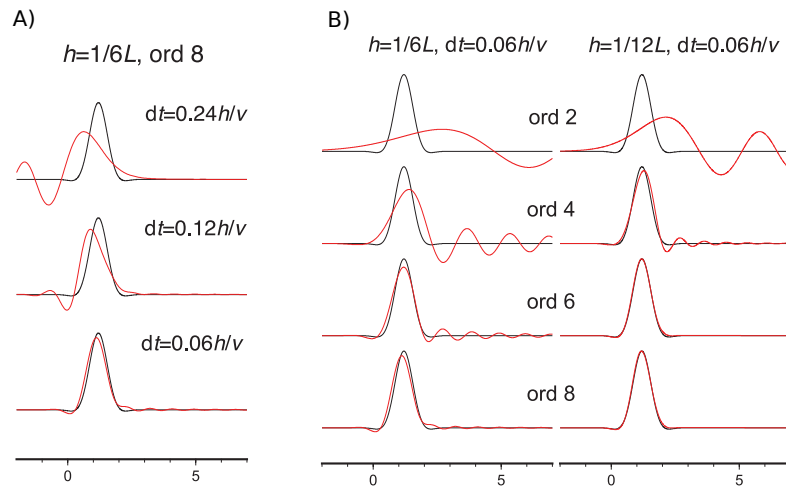 A)
h=1/6L, ord 8
dt=0.24h/v
dt=0.12h/v
dt=0.06h/v
0 5
B)
h=1/6L, dt=0.06h/v h=1/12L, dt=0.06h/v
ord 2
ord 4
ord 6
ord 8
0 5 0 5